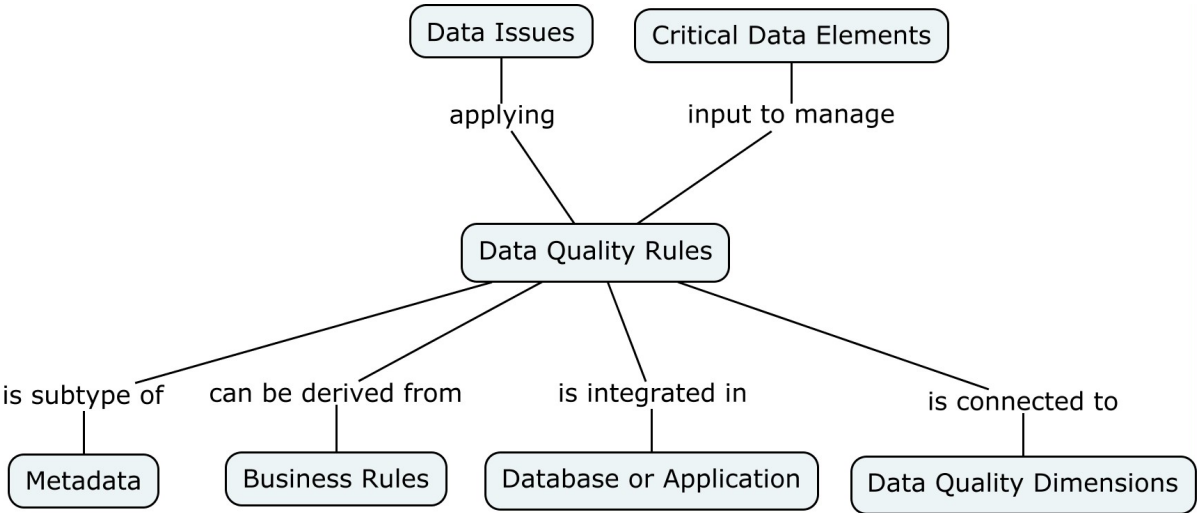 Data Issues
Critical Data Elements
applying
input to manage
Data Quality Rules
is subtype of
can be derived from
is integrated in
is connected to
Metadata
Business Rules
Database or Application
Data Quality Dimensions